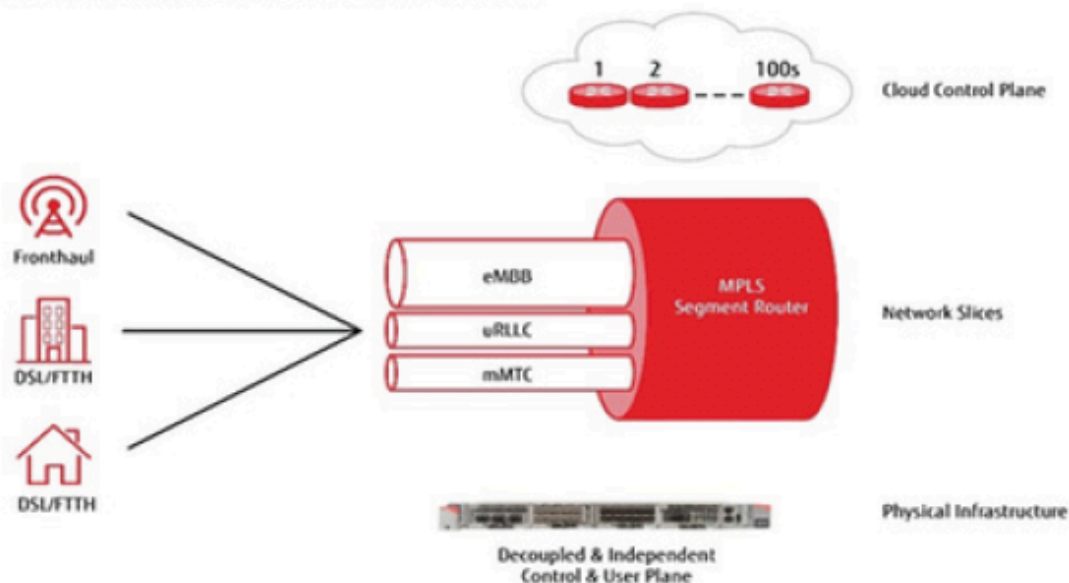 1
2
100s
Cloud Control Plane
Fronthaul
DSL/FTTH
DSL/FTTH
eMBB
uRLLC
mMTC
MPLS
Segment Router
Network Slices
Physical Infrastructure
Decoupled & Independent
Control & User Plane